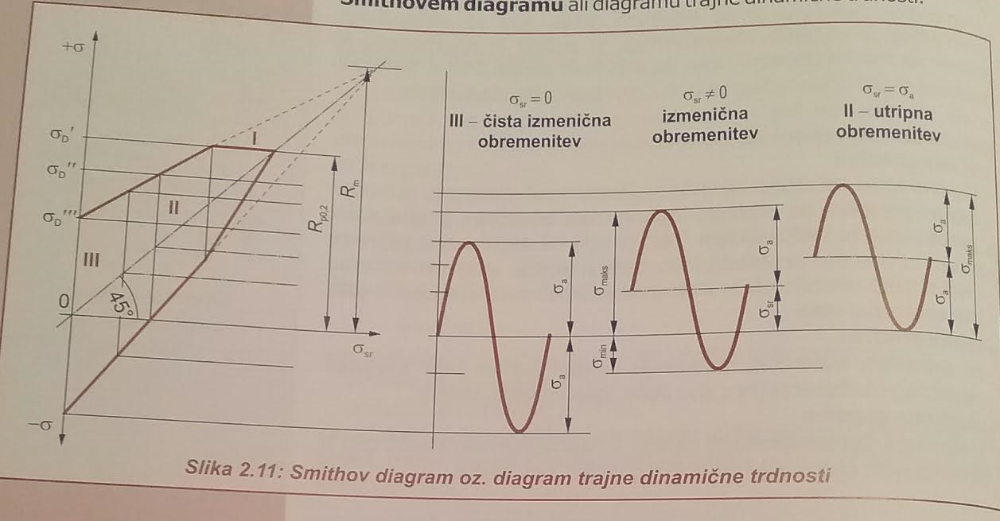 Smithovem diagramu ali diagramu trajne dinamične trdnosti.
+σ
σD'
σD''
σD'''
I
II
III
0
45°
Rp0,2
Rm
σsr
–σ
σsr = 0
III – čista izmenična
obremenitev
σa
σa
σsr ≠ 0
izmenična
obremenitev
σmaks
σmin
σa
σsr
σsr = σa
II – utripna
obremenitev
σa
σa
σmaks
Slika 2.11: Smithov diagram oz. diagram trajne dinamične trdnosti